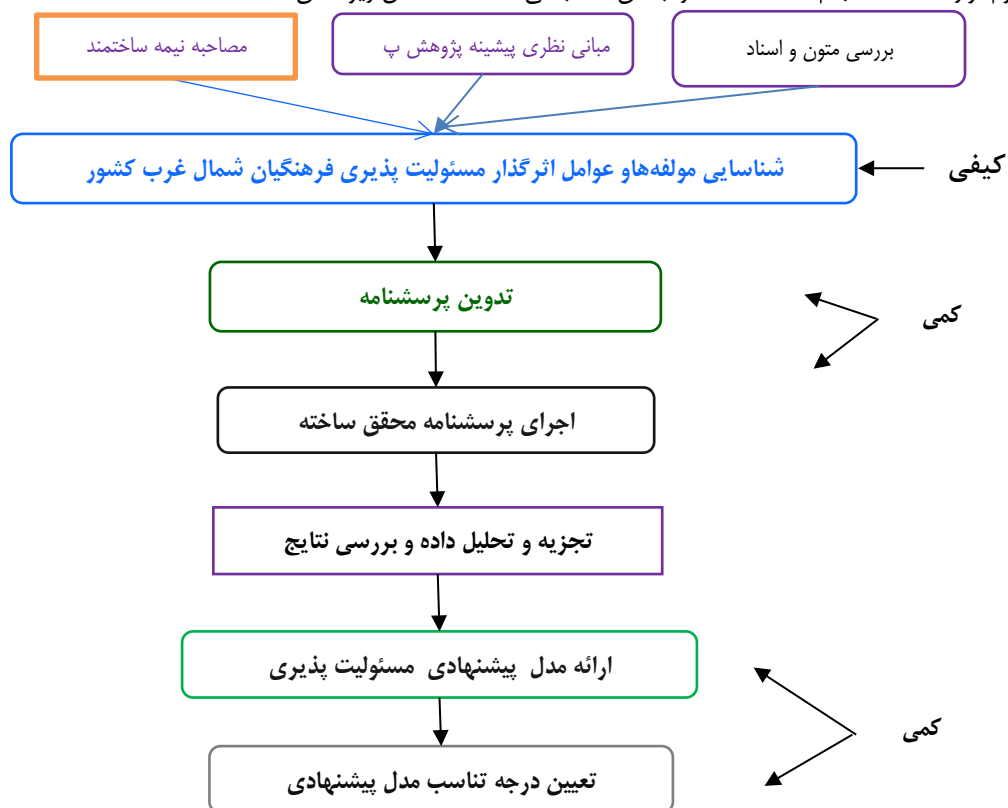 بررسی متون و اسناد
مبانی نظری پیشینه پژوهش پ
مصاحبه نیمه ساختمند
کیفی
شناسایی مولفه‌هاو عوامل اثرگذار مسئولیت پذیری فرهنگیان شمال غرب کشور
تدوین پرسشنامه
کمی
اجرای پرسشنامه محقق ساخته
تجزیه و تحلیل داده و بررسی نتایج
ارائه مدل پیشنهادی مسئولیت پذیری
کمی
تعیین درجه تناسب مدل پیشنهادی